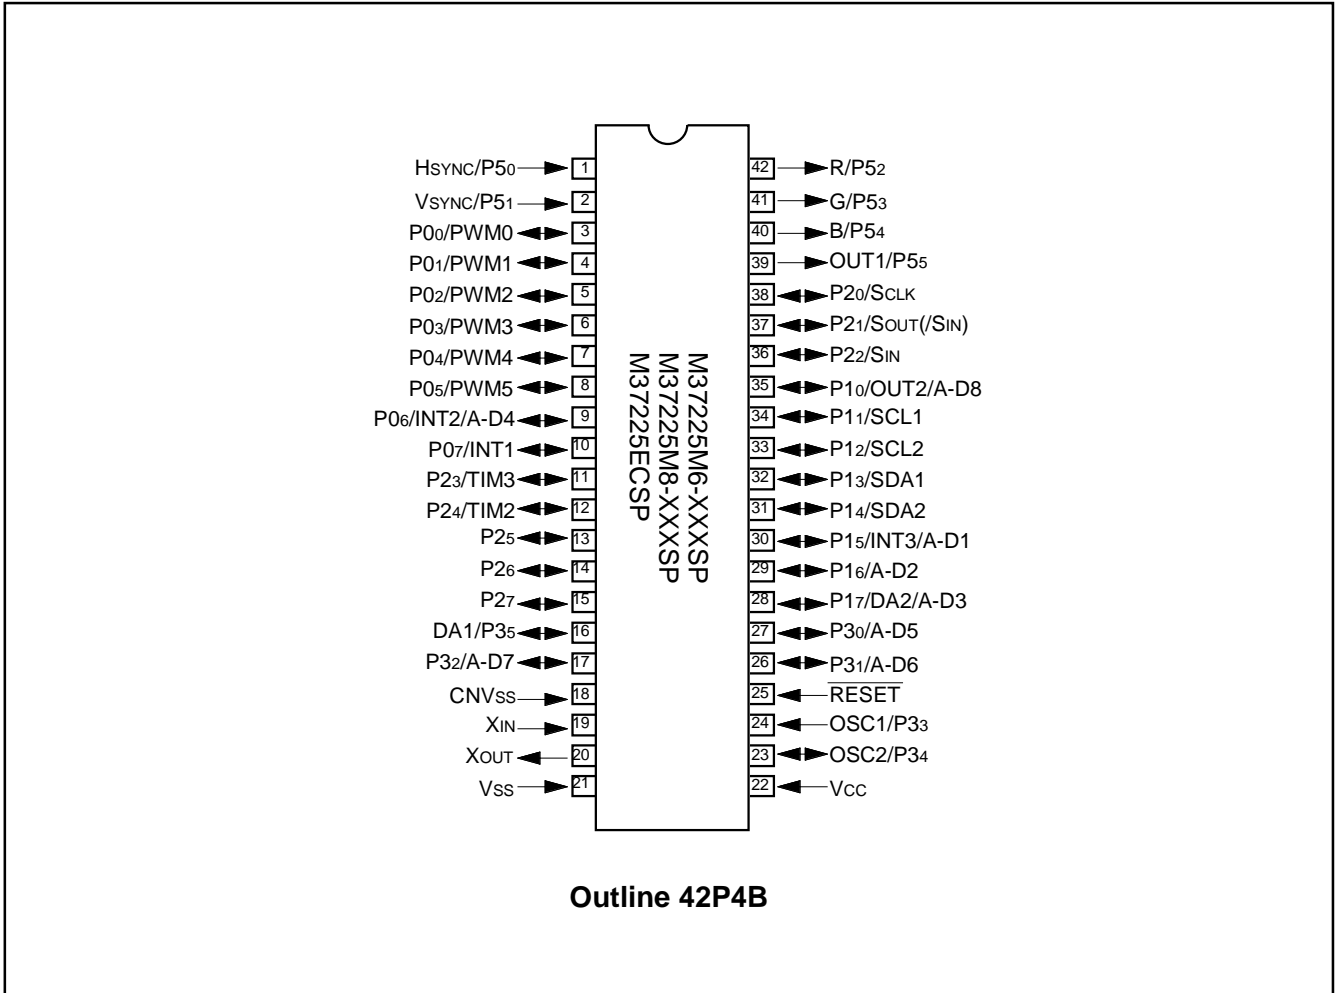 HSYNC/P50 1
VSYNC/P51 2
P00/PWM0 3
P01/PWM1 4
P02/PWM2 5
P03/PWM3 6
P04/PWM4 7
P05/PWM5 8
P06/INT2/A-D4 9
P07/INT1 10
P23/TIM3 11
P24/TIM2 12
P25 13
P26 14
P27 15
DA1/P35 16
P32/A-D7 17
CNVSS 18
XIN 19
XOUT 20
VSS 21
M37225M6-XXXSP
M37225M8-XXXSP
M37225ECSP
42 R/P52
41 G/P53
40 B/P54
39 OUT1/P55
38 P20/SCLK
37 P21/SOUT(/SIN)
36 P22/SIN
35 P10/OUT2/A-D8
34 P11/SCL1
33 P12/SCL2
32 P13/SDA1
31 P14/SDA2
30 P15/INT3/A-D1
29 P16/A-D2
28 P17/DA2/A-D3
27 P30/A-D5
26 P31/A-D6
25 RESET
24 OSC1/P33
23 OSC2/P34
22 VCC
Outline 42P4B